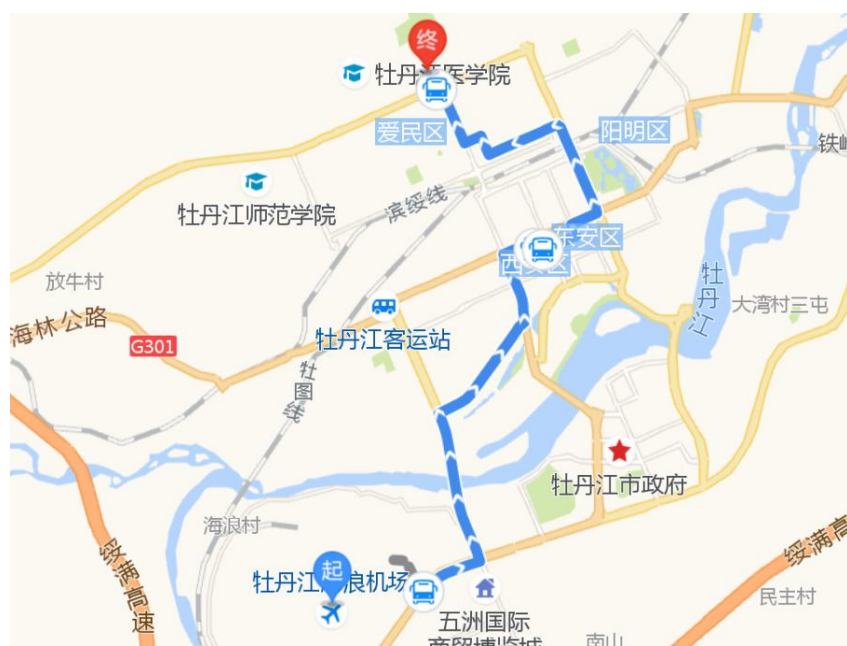 终
牡丹江医学院
爱民区
阳明区
铁岭
滨绥线
牡丹江师范学院
东安区
西安区
放牛村
牡丹江
大湾村三屯
海林公路
牡丹江客运站
G301
牡图线
牡丹江市政府
海浪村
绥满高速
绥满高
起
牡丹江海浪机场
民主村
五洲国际
商贸博览城
南山